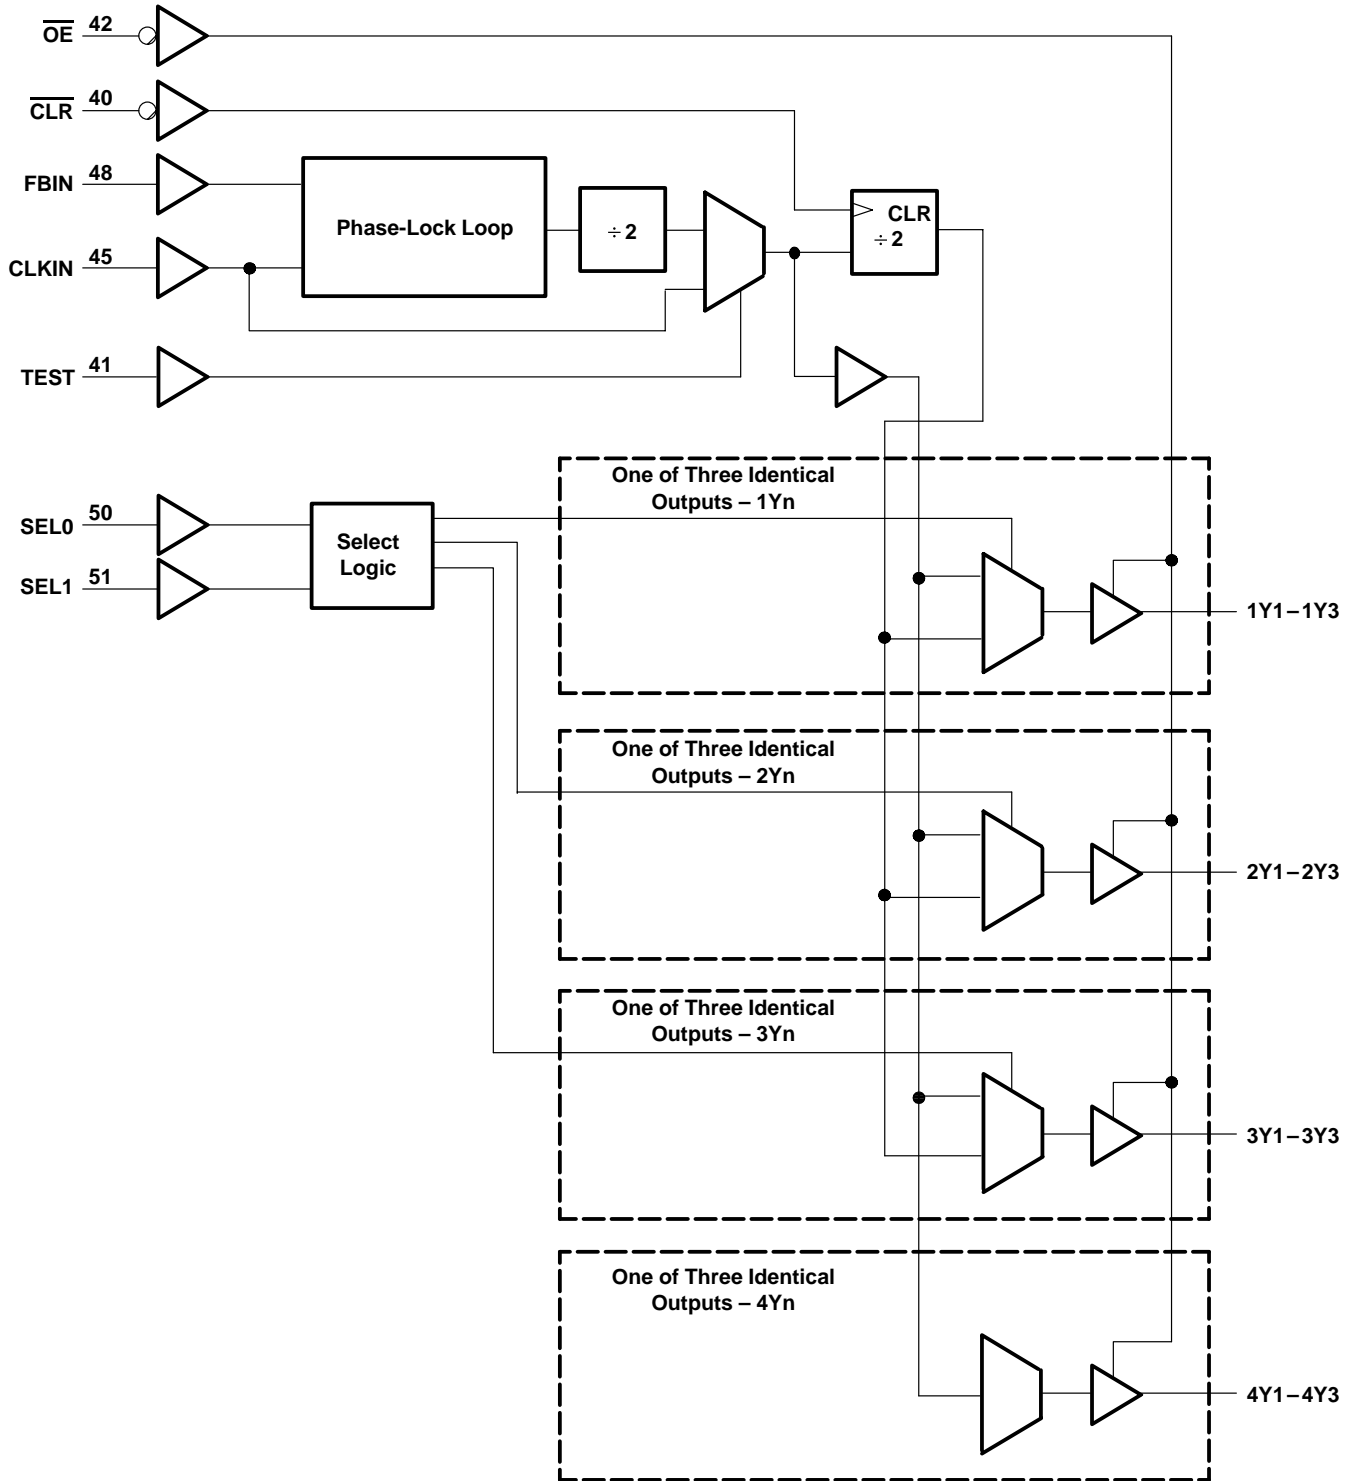 OE 42
CLR 40
FBIN 48
Phase-Lock Loop
÷ 2
CLR
÷ 2
CLKIN 45
TEST 41
SEL0 50
SEL1 51
Select
Logic
One of Three Identical
Outputs – 1Yn
1Y1–1Y3
One of Three Identical
Outputs – 2Yn
2Y1–2Y3
One of Three Identical
Outputs – 3Yn
3Y1–3Y3
One of Three Identical
Outputs – 4Yn
4Y1–4Y3